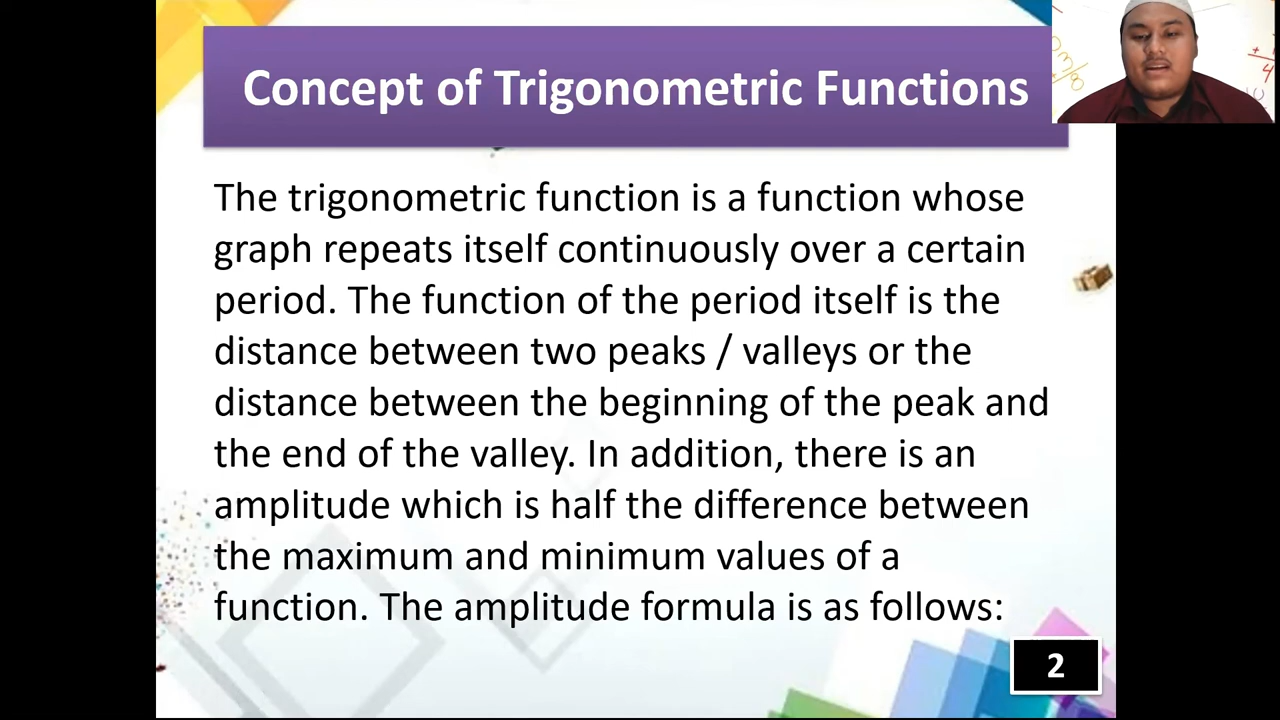 Concept of Trigonometric Functions
The trigonometric function is a function whose
graph repeats itself continuously over a certain
period. The function of the period itself is the
distance between two peaks / valleys or the
distance between the beginning of the peak and
the end of the valley. In addition, there is an
amplitude which is half the difference between
the maximum and minimum values of a
function. The amplitude formula is as follows:
2